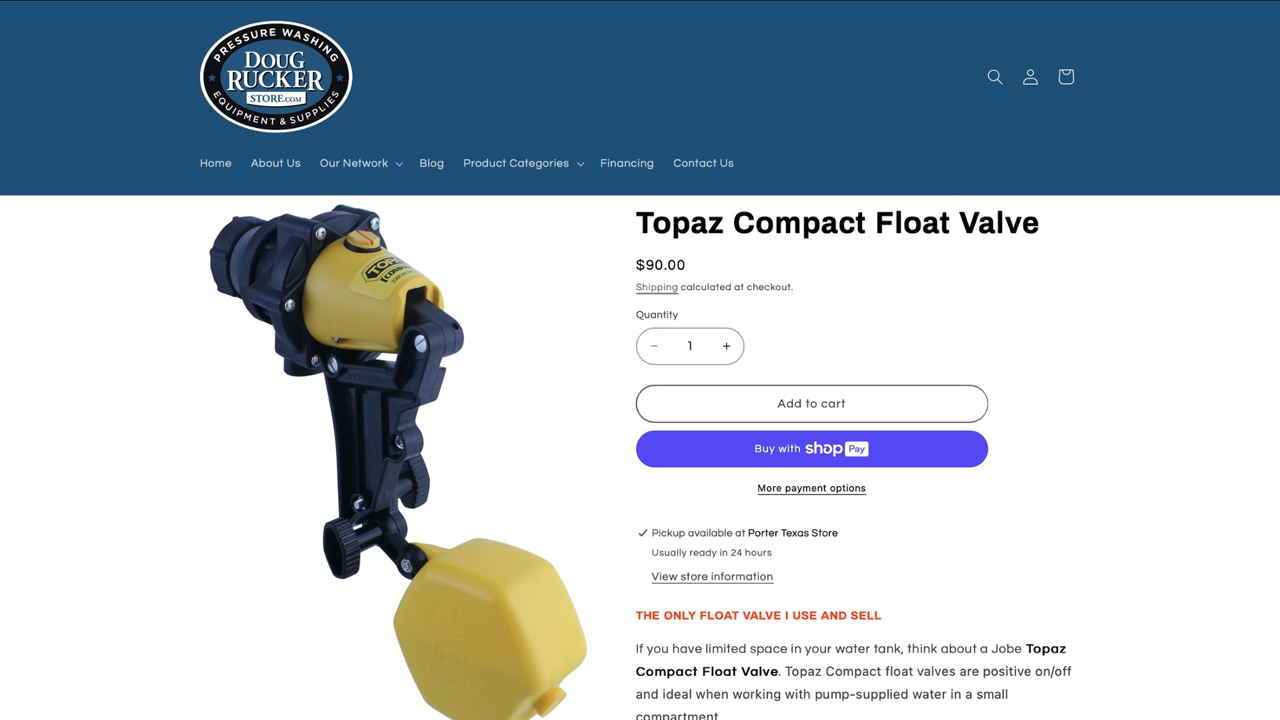 PRESSURE WASHING
DOUG
RUCKER
STORE.COM
EQUIPMENT & SUPPLIES
Home About Us Our Network Blog Product Categories Financing Contact Us
Topaz Compact Float Valve
$90.00
Shipping calculated at checkout.
Quantity
− 1 +
Add to cart
Buy with shop Pay
More payment options
Pickup available at Porter Texas Store
Usually ready in 24 hours
View store information
THE ONLY FLOAT VALVE I USE AND SELL
If you have limited space in your water tank, think about a Jobe Topaz
Compact Float Valve. Topaz Compact float valves are positive on/off
and ideal when working with pump-supplied water in a small
compartment.